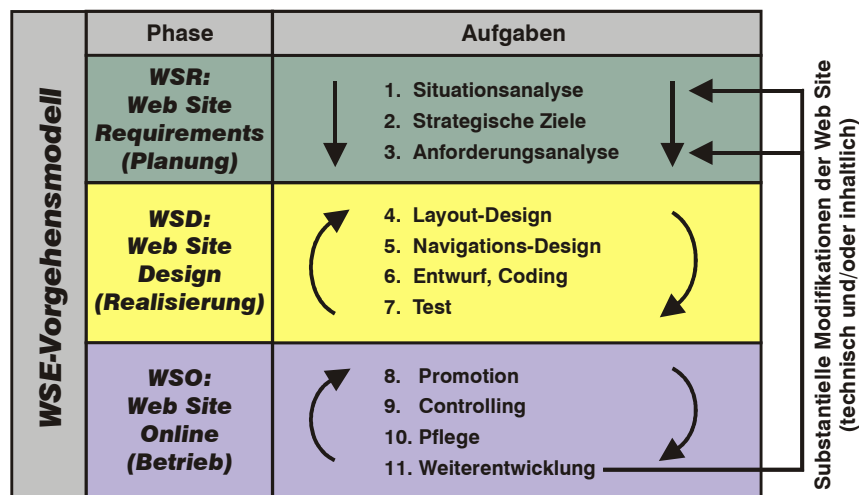 WSE-Vorgehensmodell
Phase
Aufgaben
WSR:
Web Site
Requirements
(Planung)
1. Situationsanalyse
2. Strategische Ziele
3. Anforderungsanalyse
WSD:
Web Site
Design
(Realisierung)
4. Layout-Design
5. Navigations-Design
6. Entwurf, Coding
7. Test
WSO:
Web Site
Online
(Betrieb)
8. Promotion
9. Controlling
10. Pflege
11. Weiterentwicklung
Substantielle Modifikationen der Web Site
(technisch und/oder inhaltlich)